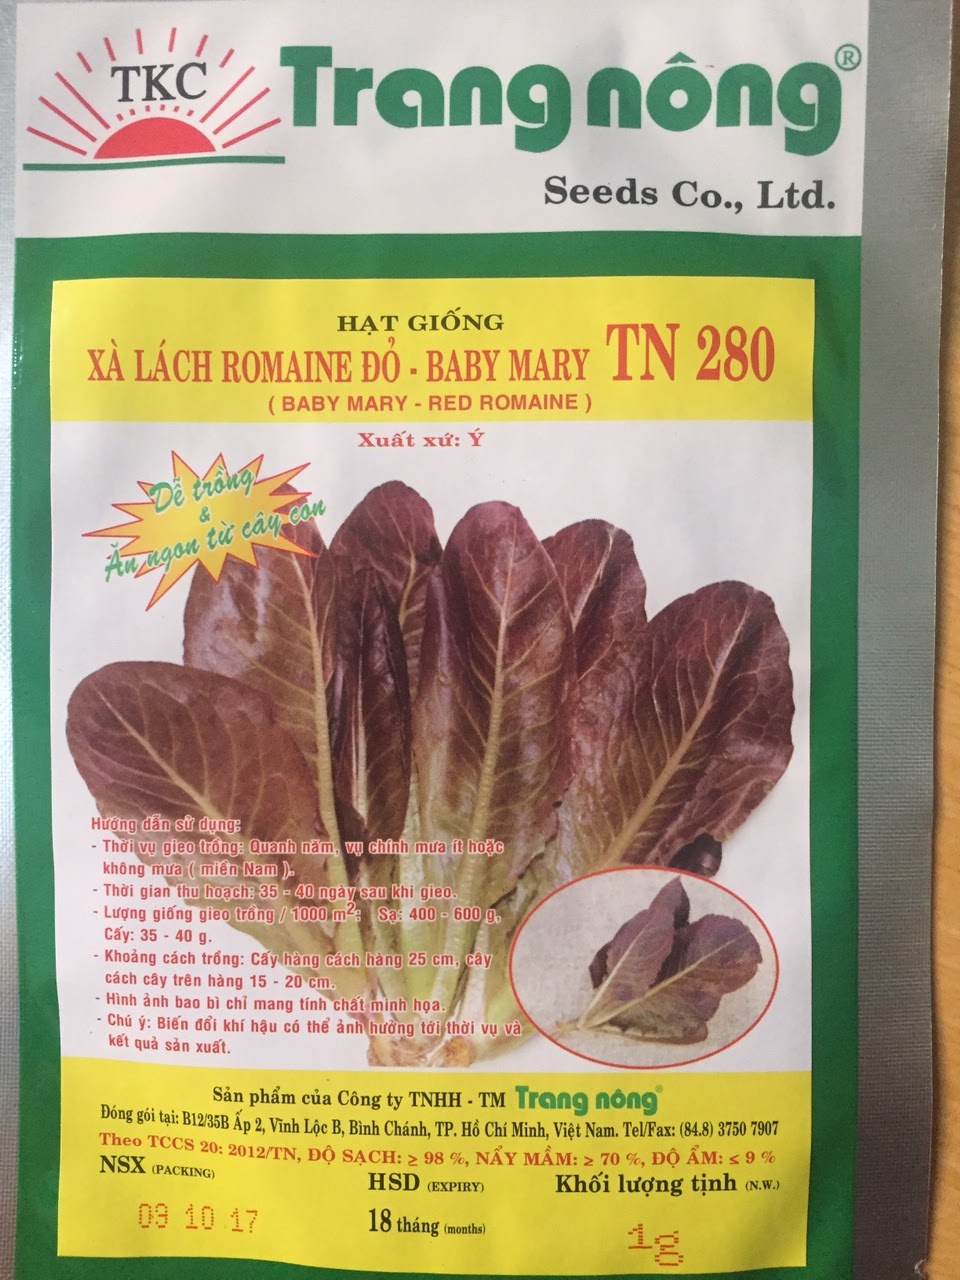 TKC
Trang nông®
Seeds Co., Ltd.
HẠT GIỐNG
XÀ LÁCH ROMAINE ĐỎ - BABY MARY TN 280
( BABY MARY - RED ROMAINE )
Xuất xứ: Ý
Dễ trồng
&
Ăn ngon từ cây con
Hướng dẫn sử dụng:
- Thời vụ gieo trồng: Quanh năm, vụ chính mưa ít hoặc
không mưa ( miền Nam ).
- Thời gian thu hoạch: 35 - 40 ngày sau khi gieo.
- Lượng giống gieo trồng / 1000 m²: Sạ: 400 - 600 g,
Cấy: 35 - 40 g.
- Khoảng cách trồng: Cấy hàng cách hàng 25 cm, cây
cách cây trên hàng 15 - 20 cm.
- Hình ảnh bao bì chỉ mang tính chất minh họa.
- Chú ý: Biến đổi khí hậu có thể ảnh hưởng tới thời vụ và
kết quả sản xuất.
Sản phẩm của Công ty TNHH - TM Trang nông®
Đóng gói tại: B12/35B Ấp 2, Vĩnh Lộc B, Bình Chánh, TP. Hồ Chí Minh, Việt Nam. Tel/Fax: (84.8) 3750 7907
Theo TCCS 20: 2012/TN, ĐỘ SẠCH: ≥ 98 %, NẨY MẦM: ≥ 70 %, ĐỘ ẨM: ≤ 9 %
NSX (PACKING) HSD (EXPIRY) Khối lượng tịnh (N.W.)
09 10 17 18 tháng (months) 1g